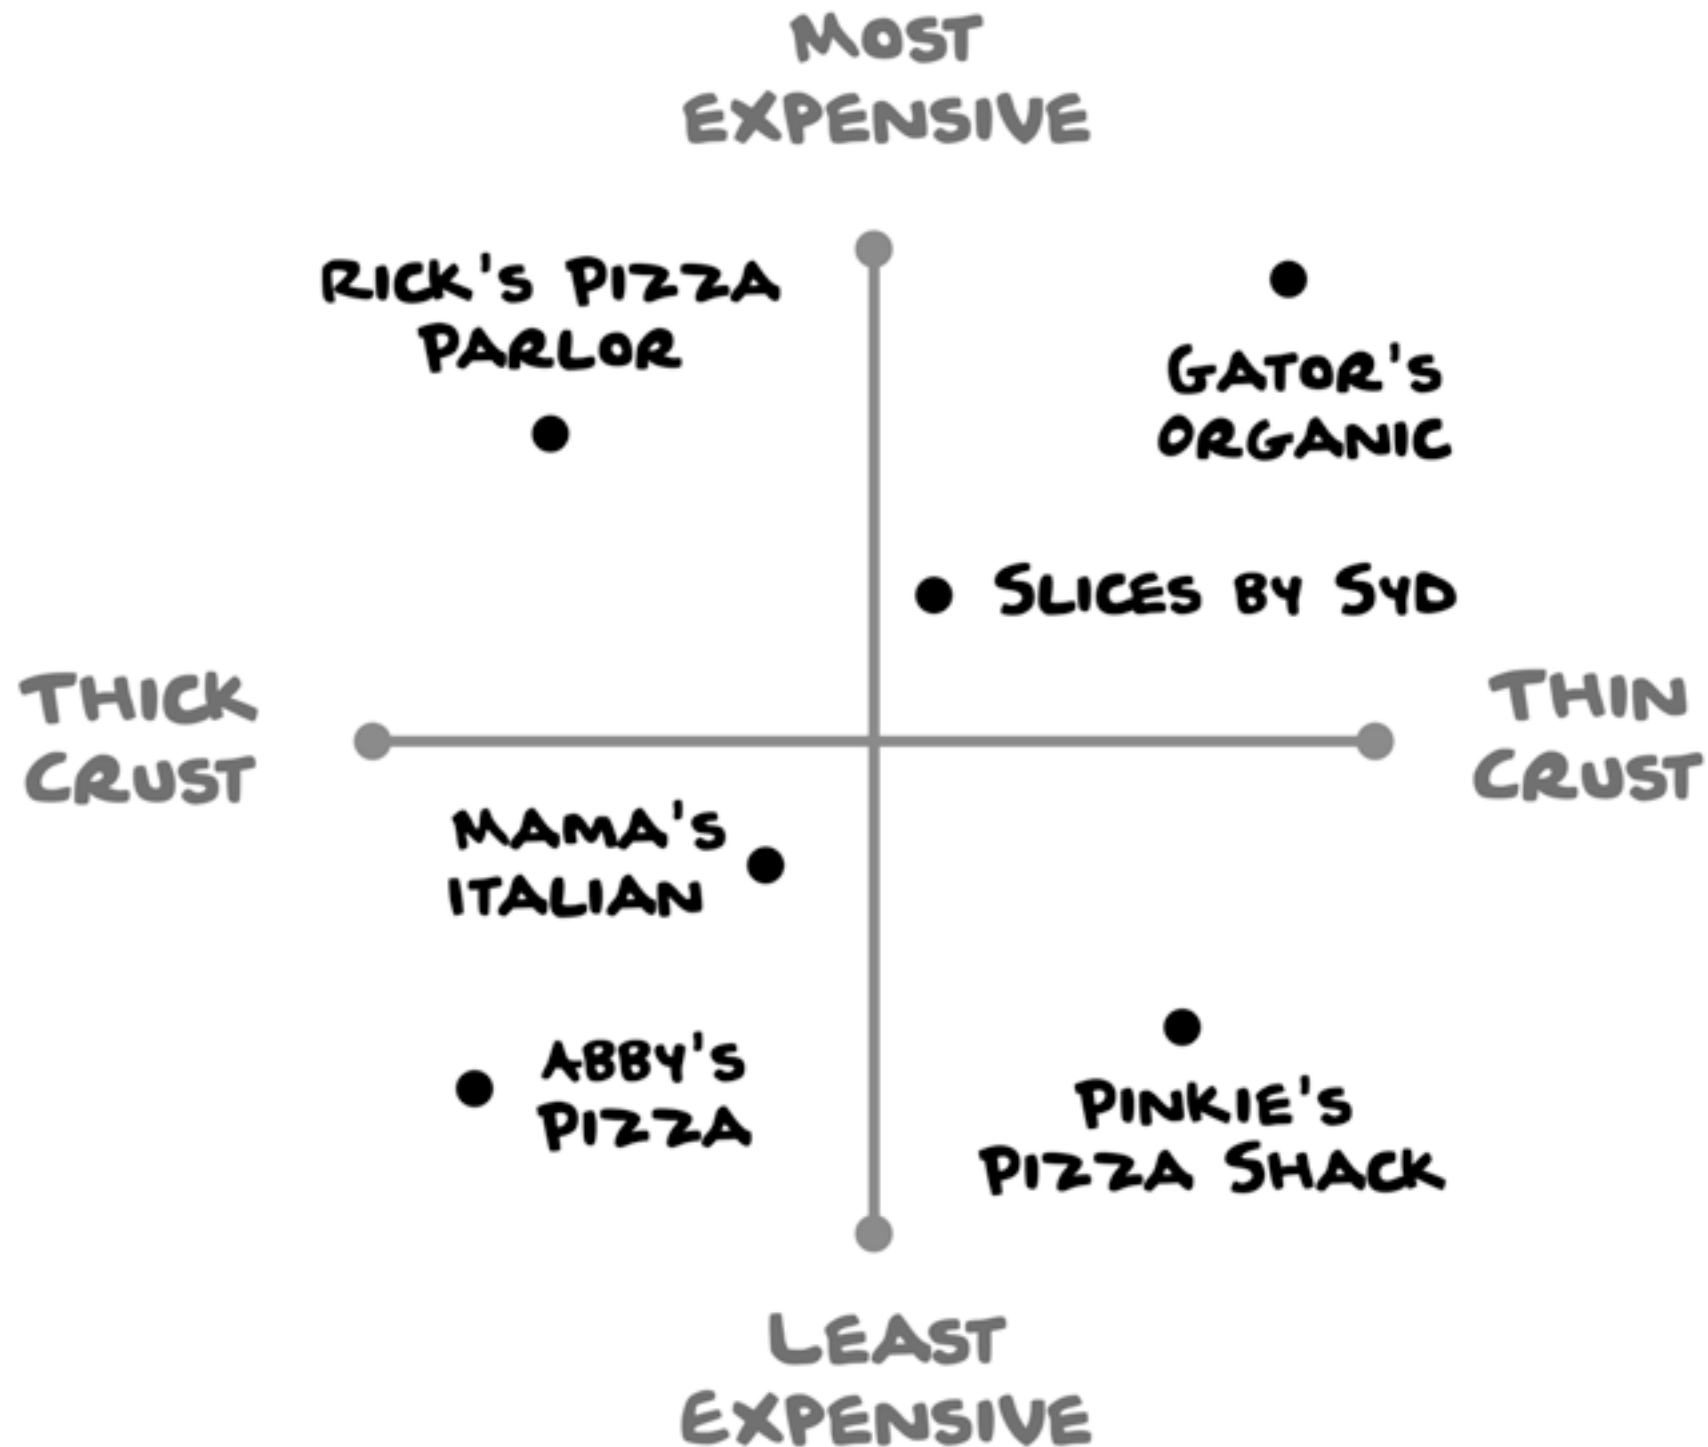 MOST
EXPENSIVE
RICK'S PIZZA
PARLOR
GATOR'S
ORGANIC
SLICES BY SYD
THICK
CRUST
THIN
CRUST
MAMA'S
ITALIAN
ABBY'S
PIZZA
PINKIE'S
PIZZA SHACK
LEAST
EXPENSIVE